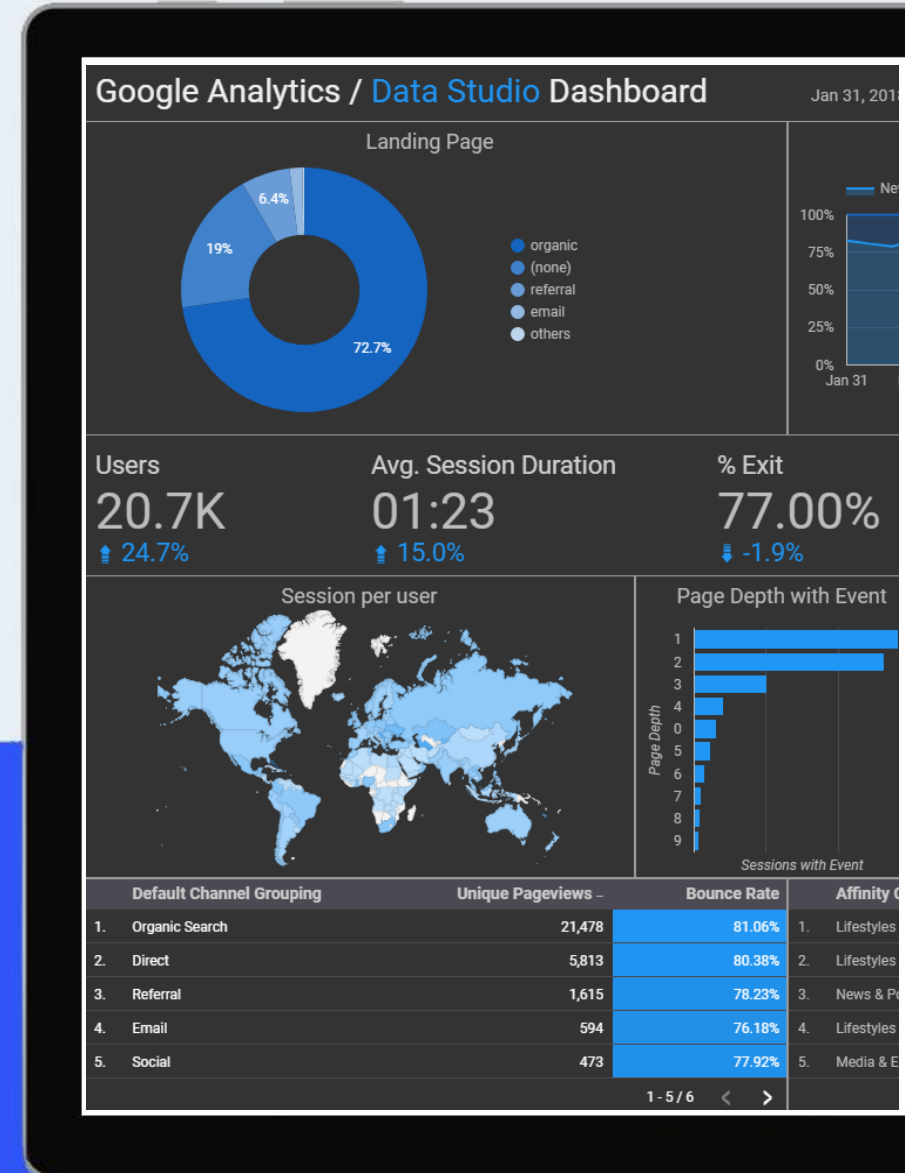 Google Analytics / Data Studio Dashboard
Jan 31, 2018
Landing Page
6.4%
19%
72.7%
organic
(none)
referral
email
others
100%
75%
50%
25%
0%
Jan 31
Users
20.7K
24.7%
Avg. Session Duration
01:23
15.0%
% Exit
77.00%
-1.9%
Session per user
Page Depth with Event
Page Depth
1
2
3
4
0
5
6
7
8
9
Sessions with Event
Default Channel Grouping Unique Pageviews Bounce Rate
1. Organic Search 21,478 81.06%
2. Direct 5,813 80.38%
3. Referral 1,615 78.23%
4. Email 594 76.18%
5. Social 473 77.92%
1 - 5 / 6
Affinity
1. Lifestyles
2. Lifestyles
3. News &
4. Lifestyles
5. Media &